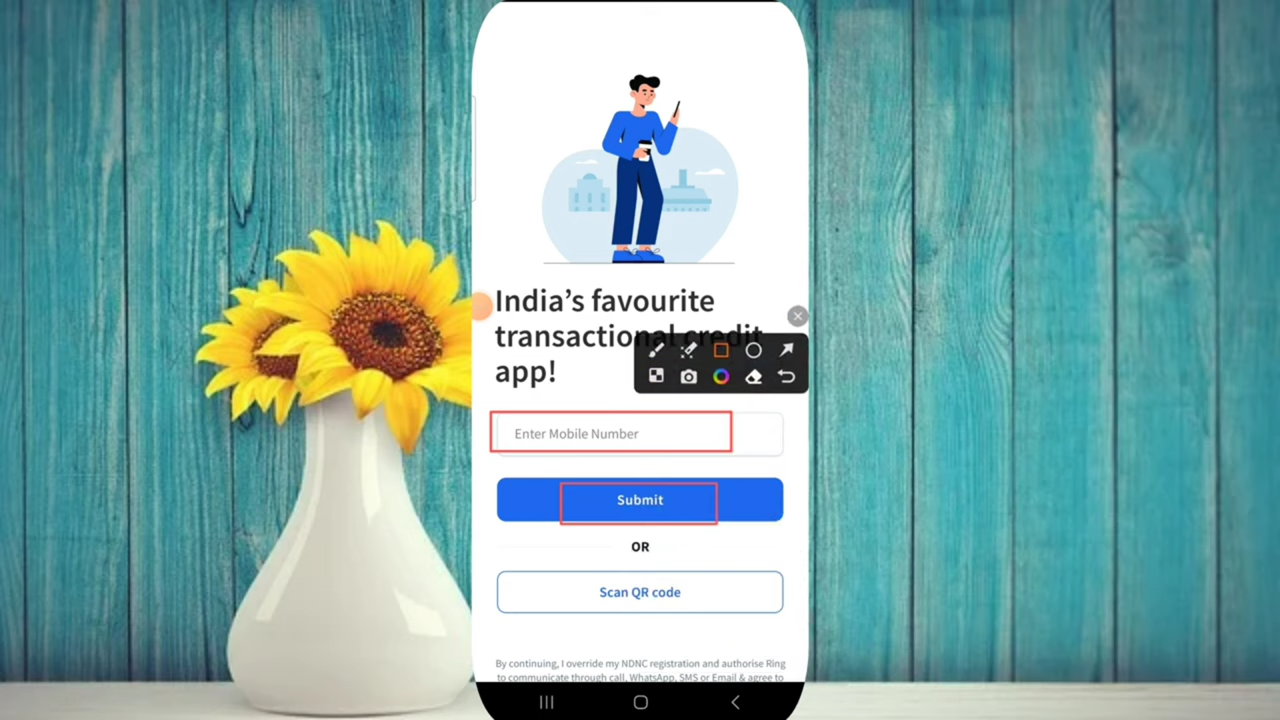 India’s favourite
transactional credit
app!
Enter Mobile Number
Submit
OR
Scan QR code
By continuing, I override my NDNC registration and authorise Ring
to communicate through call, WhatsApp, SMS or Email & agree to